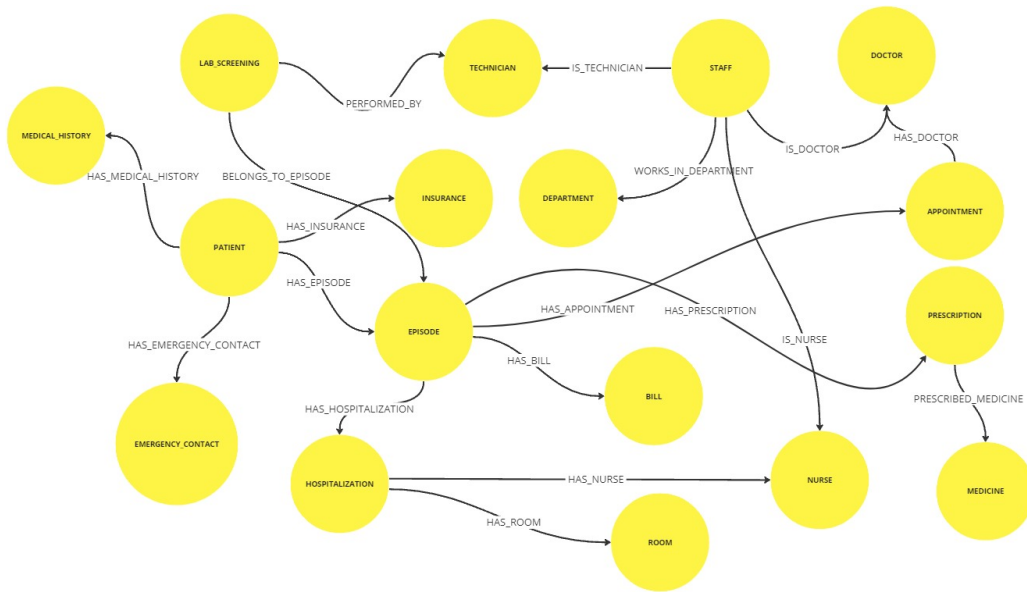 DOCTOR
LAB_SCREENING
TECHNICIAN
IS_TECHNICIAN
STAFF
PERFORMED_BY
MEDICAL_HISTORY
HAS_DOCTOR
IS_DOCTOR
HAS_MEDICAL_HISTORY
BELONGS_TO_EPISODE
WORKS_IN_DEPARTMENT
INSURANCE
DEPARTMENT
APPOINTMENT
HAS_INSURANCE
PATIENT
HAS_EPISODE
HAS_APPOINTMENT
HAS_PRESCRIPTION
PRESCRIPTION
EPISODE
IS_NURSE
HAS_EMERGENCY_CONTACT
HAS_BILL
BILL
PRESCRIBED_MEDICINE
HAS_HOSPITALIZATION
EMERGENCY_CONTACT
HAS_NURSE
NURSE
HOSPITALIZATION
MEDICINE
HAS_ROOM
ROOM